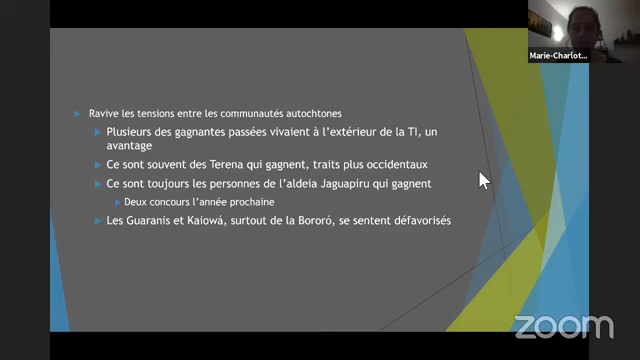 Marie-Charlot...
Ravive les tensions entre les communautés autochtones
Plusieurs des gagnantes passées vivaient à l'extérieur de la TI, un
avantage
Ce sont souvent des Terena qui gagnent, traits plus occidentaux
Ce sont toujours les personnes de l'aldeia Jaguapiru qui gagnent
Deux concours l'année prochaine
Les Guaranis et Kaiowá, surtout de la Bororó, se sentent défavorisés
zoom